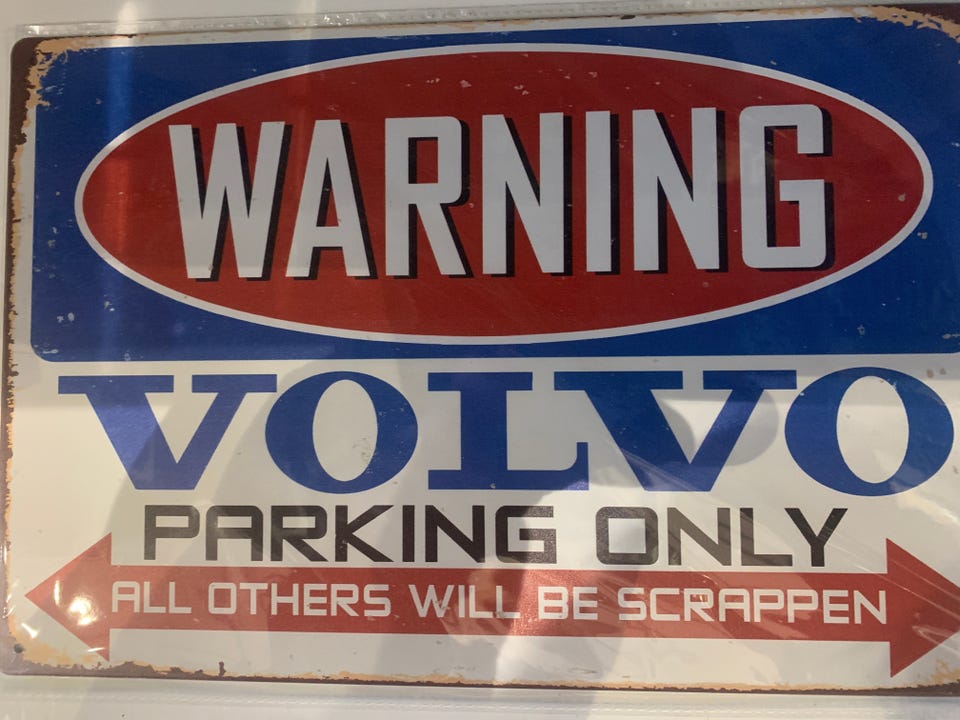 WARNING
VOLVO
PARKING ONLY
ALL OTHERS WILL BE SCRAPPEN